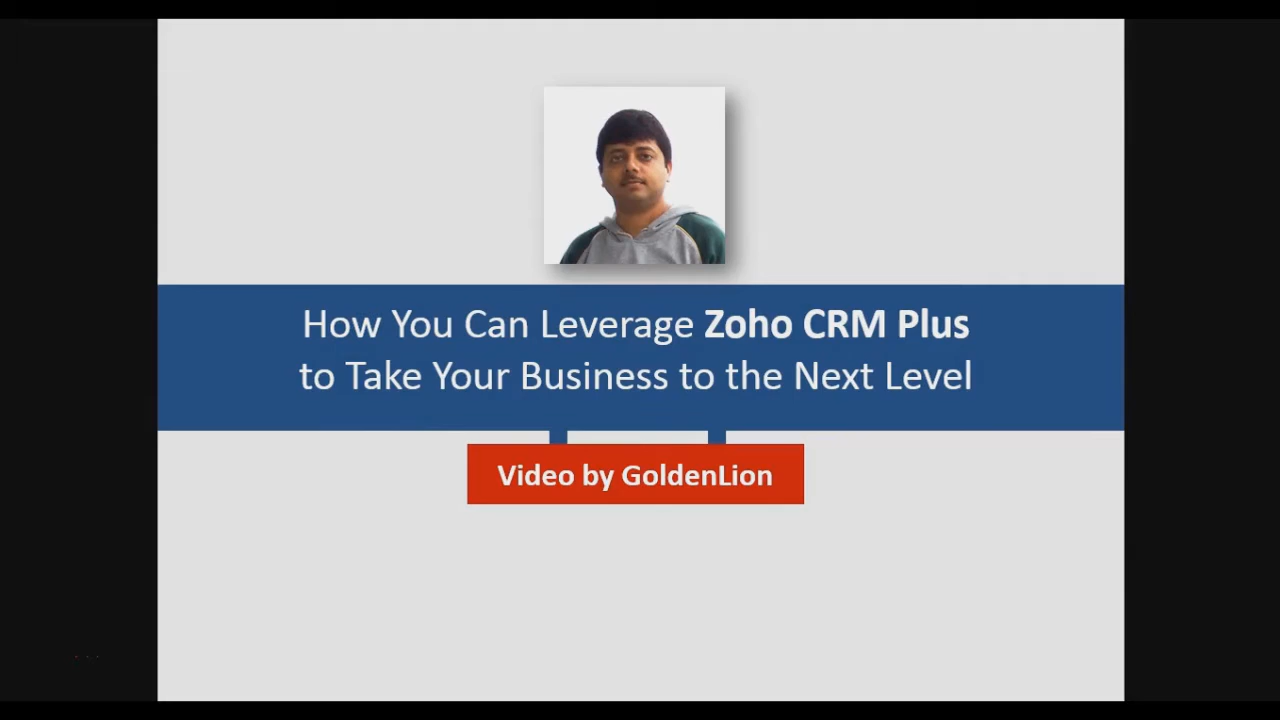 How You Can Leverage Zoho CRM Plus
to Take Your Business to the Next Level
Video by GoldenLion